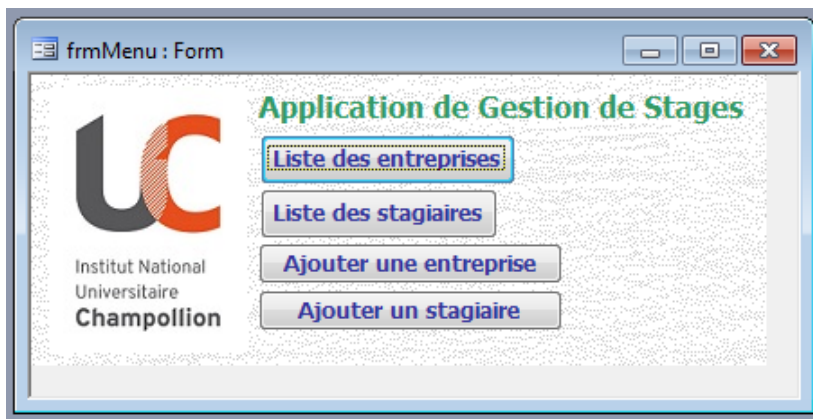 frmMenu : Form
Application de Gestion de Stages
Liste des entreprises
Liste des stagiaires
Ajouter une entreprise
Ajouter un stagiaire
UC
Institut National
Universitaire
Champollion